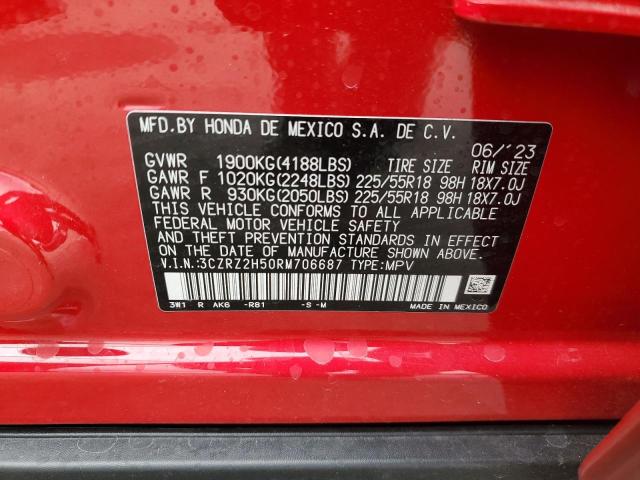 MFD.BY HONDA DE MEXICO S.A. DE C.V.
06/'23
GVWR 1900KG(4188LBS) TIRE SIZE RIM SIZE
GAWR F 1020KG(2248LBS) 225/55R18 98H 18X7.0J
GAWR R 930KG(2050LBS) 225/55R18 98H 18X7.0J
THIS VEHICLE CONFORMS TO ALL APPLICABLE
FEDERAL MOTOR VEHICLE SAFETY
AND THEFT PREVENTION STANDARDS IN EFFECT
ON THE DATE OF MANUFACTURE SHOWN ABOVE.
V.I.N.:3CZRZ2H50RM706687 TYPE:MPV
3W1 R AK6 -R81 -S -M MADE IN MEXICO